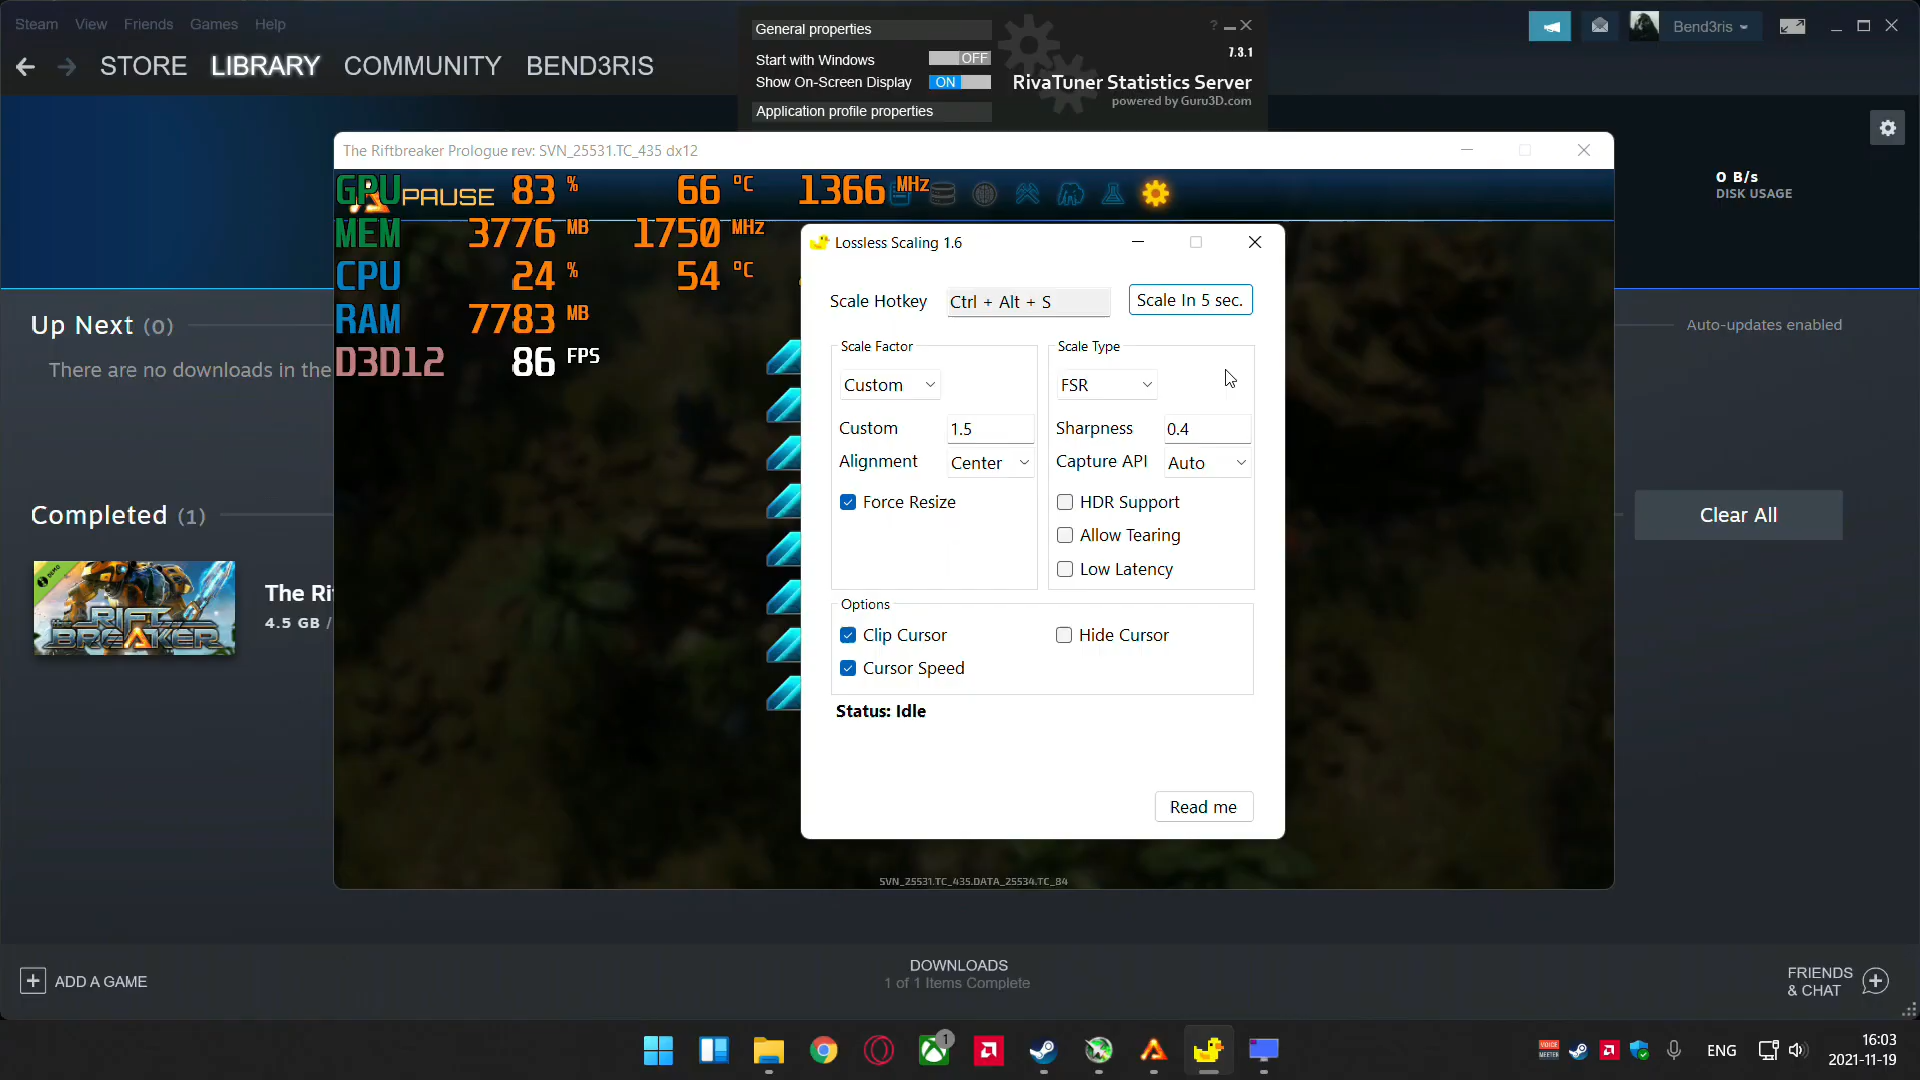 Steam View Friends Games Help
STORE LIBRARY COMMUNITY BEND3RIS
General properties
? 
Start with Windows OFF
Show On-Screen Display ON
Application profile properties
7.3.1
RivaTuner Statistics Server
powered by Guru3D.com
Bend3ris
The Riftbreaker Prologue rev: SVN_25531.TC_435 dx12
0 B/s
DISK USAGE
PAUSE
GPU 83 % 66 °C 1366 MHz
MEM 3776 MB 1750 MHz
CPU 24 % 54 °C
RAM 7783 MB
D3D12 86 FPS
Lossless Scaling 1.6
Scale Hotkey Ctrl + Alt + S Scale In 5 sec.
Scale Factor
Custom
Custom 1.5
Alignment Center
Force Resize
Scale Type
FSR
Sharpness 0.4
Capture API Auto
HDR Support
Allow Tearing
Low Latency
Options
Clip Cursor Hide Cursor
Cursor Speed
Status: Idle
Read me
Up Next (0)
There are no downloads in the
Auto-updates enabled
Completed (1)
Clear All
DEMO
THE RIFT
BREAKER
The Ri
4.5 GB /
SVN_25531.TC_435.DATA_25534.TC_84
ADD A GAME
DOWNLOADS
1 of 1 Items Complete
FRIENDS
& CHAT
1
VOICE
MEETER
ENG
16:03
2021-11-19